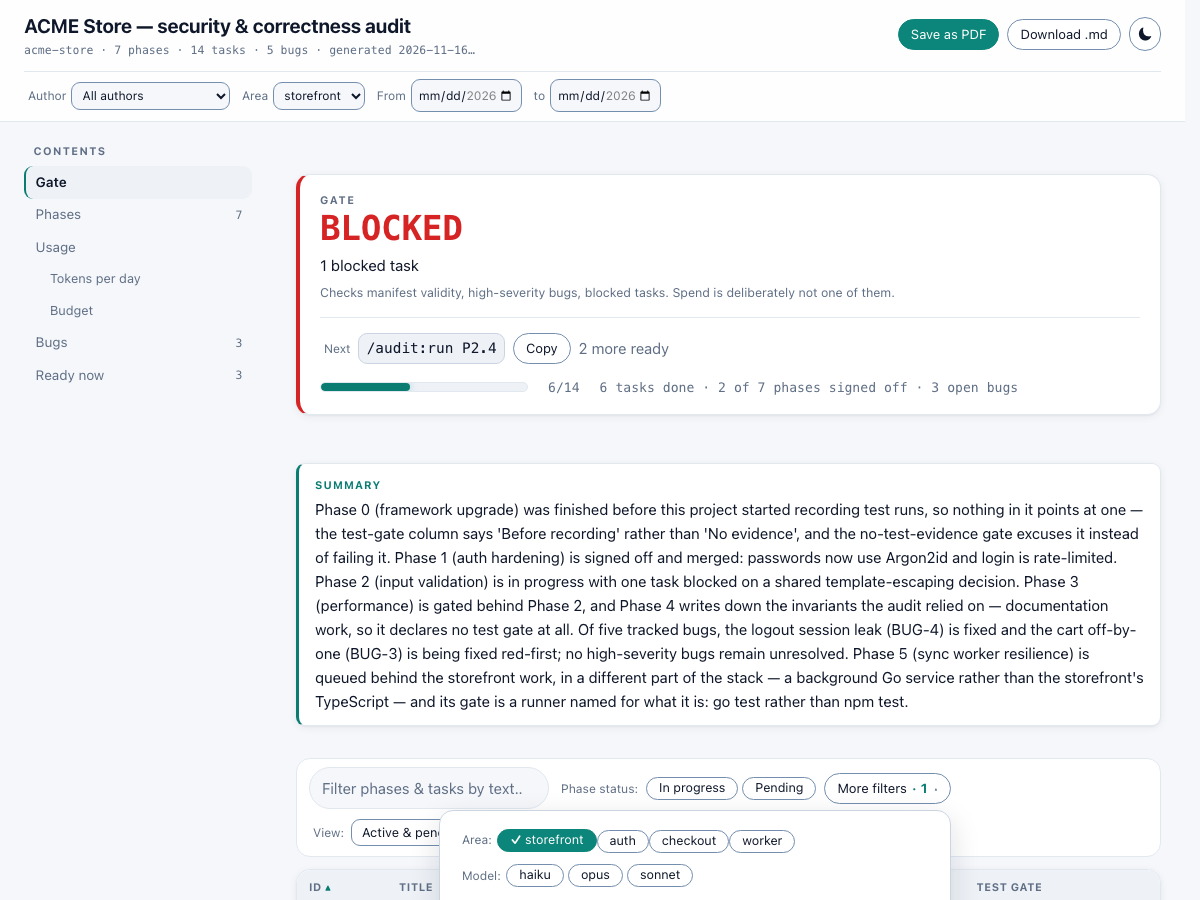 ACME Store — security & correctness audit
acme-store · 7 phases · 14 tasks · 5 bugs · generated 2026-11-16…
Save as PDF
Download .md
Author All authors Area storefront From mm/dd/2026 to mm/dd/2026
CONTENTS
Gate
Phases 7
Usage
Tokens per day
Budget
Bugs 3
Ready now 3
GATE
BLOCKED
1 blocked task
Checks manifest validity, high-severity bugs, blocked tasks. Spend is deliberately not one of them.
Next /audit:run P2.4 Copy 2 more ready
6/14 6 tasks done · 2 of 7 phases signed off · 3 open bugs
SUMMARY
Phase 0 (framework upgrade) was finished before this project started recording test runs, so nothing in it points at one —
the test-gate column says 'Before recording' rather than 'No evidence', and the no-test-evidence gate excuses it instead
of failing it. Phase 1 (auth hardening) is signed off and merged: passwords now use Argon2id and login is rate-limited.
Phase 2 (input validation) is in progress with one task blocked on a shared template-escaping decision. Phase 3
(performance) is gated behind Phase 2, and Phase 4 writes down the invariants the audit relied on — documentation
work, so it declares no test gate at all. Of five tracked bugs, the logout session leak (BUG-4) is fixed and the cart off-by-
one (BUG-3) is being fixed red-first; no high-severity bugs remain unresolved. Phase 5 (sync worker resilience) is
queued behind the storefront work, in a different part of the stack — a background Go service rather than the storefront's
TypeScript — and its gate is a runner named for what it is: go test rather than npm test.
Filter phases & tasks by text.. Phase status: In progress Pending More filters · 1 ·
View: Active & pen
Area: ✓ storefront auth checkout worker
Model: haiku opus sonnet
ID ▲ TITLE TEST GATE